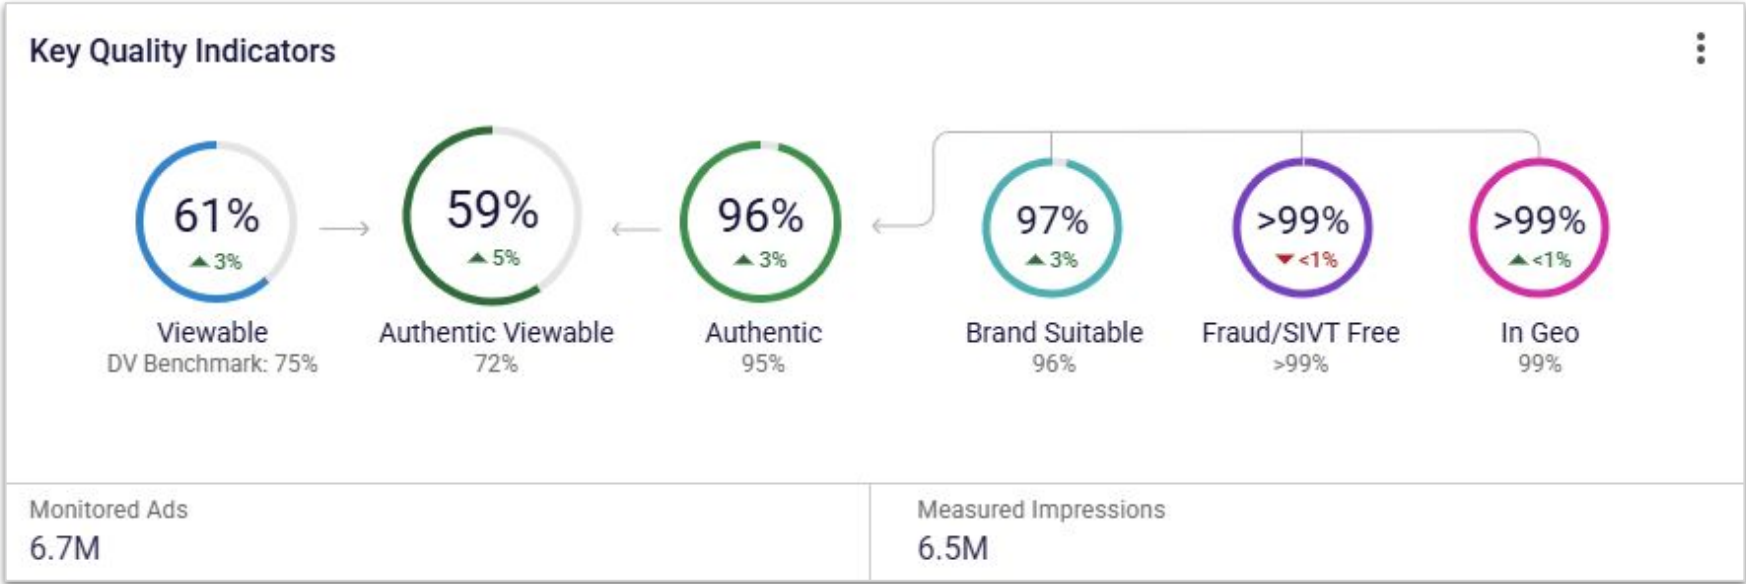 Key Quality Indicators
61%
▲ 3%
Viewable
DV Benchmark: 75%
59%
▲ 5%
Authentic Viewable
72%
96%
▲ 3%
Authentic
95%
97%
▲ 3%
Brand Suitable
96%
>99%
▼ <1%
Fraud/SIVT Free
>99%
>99%
▲ <1%
In Geo
99%
Monitored Ads
6.7M
Measured Impressions
6.5M